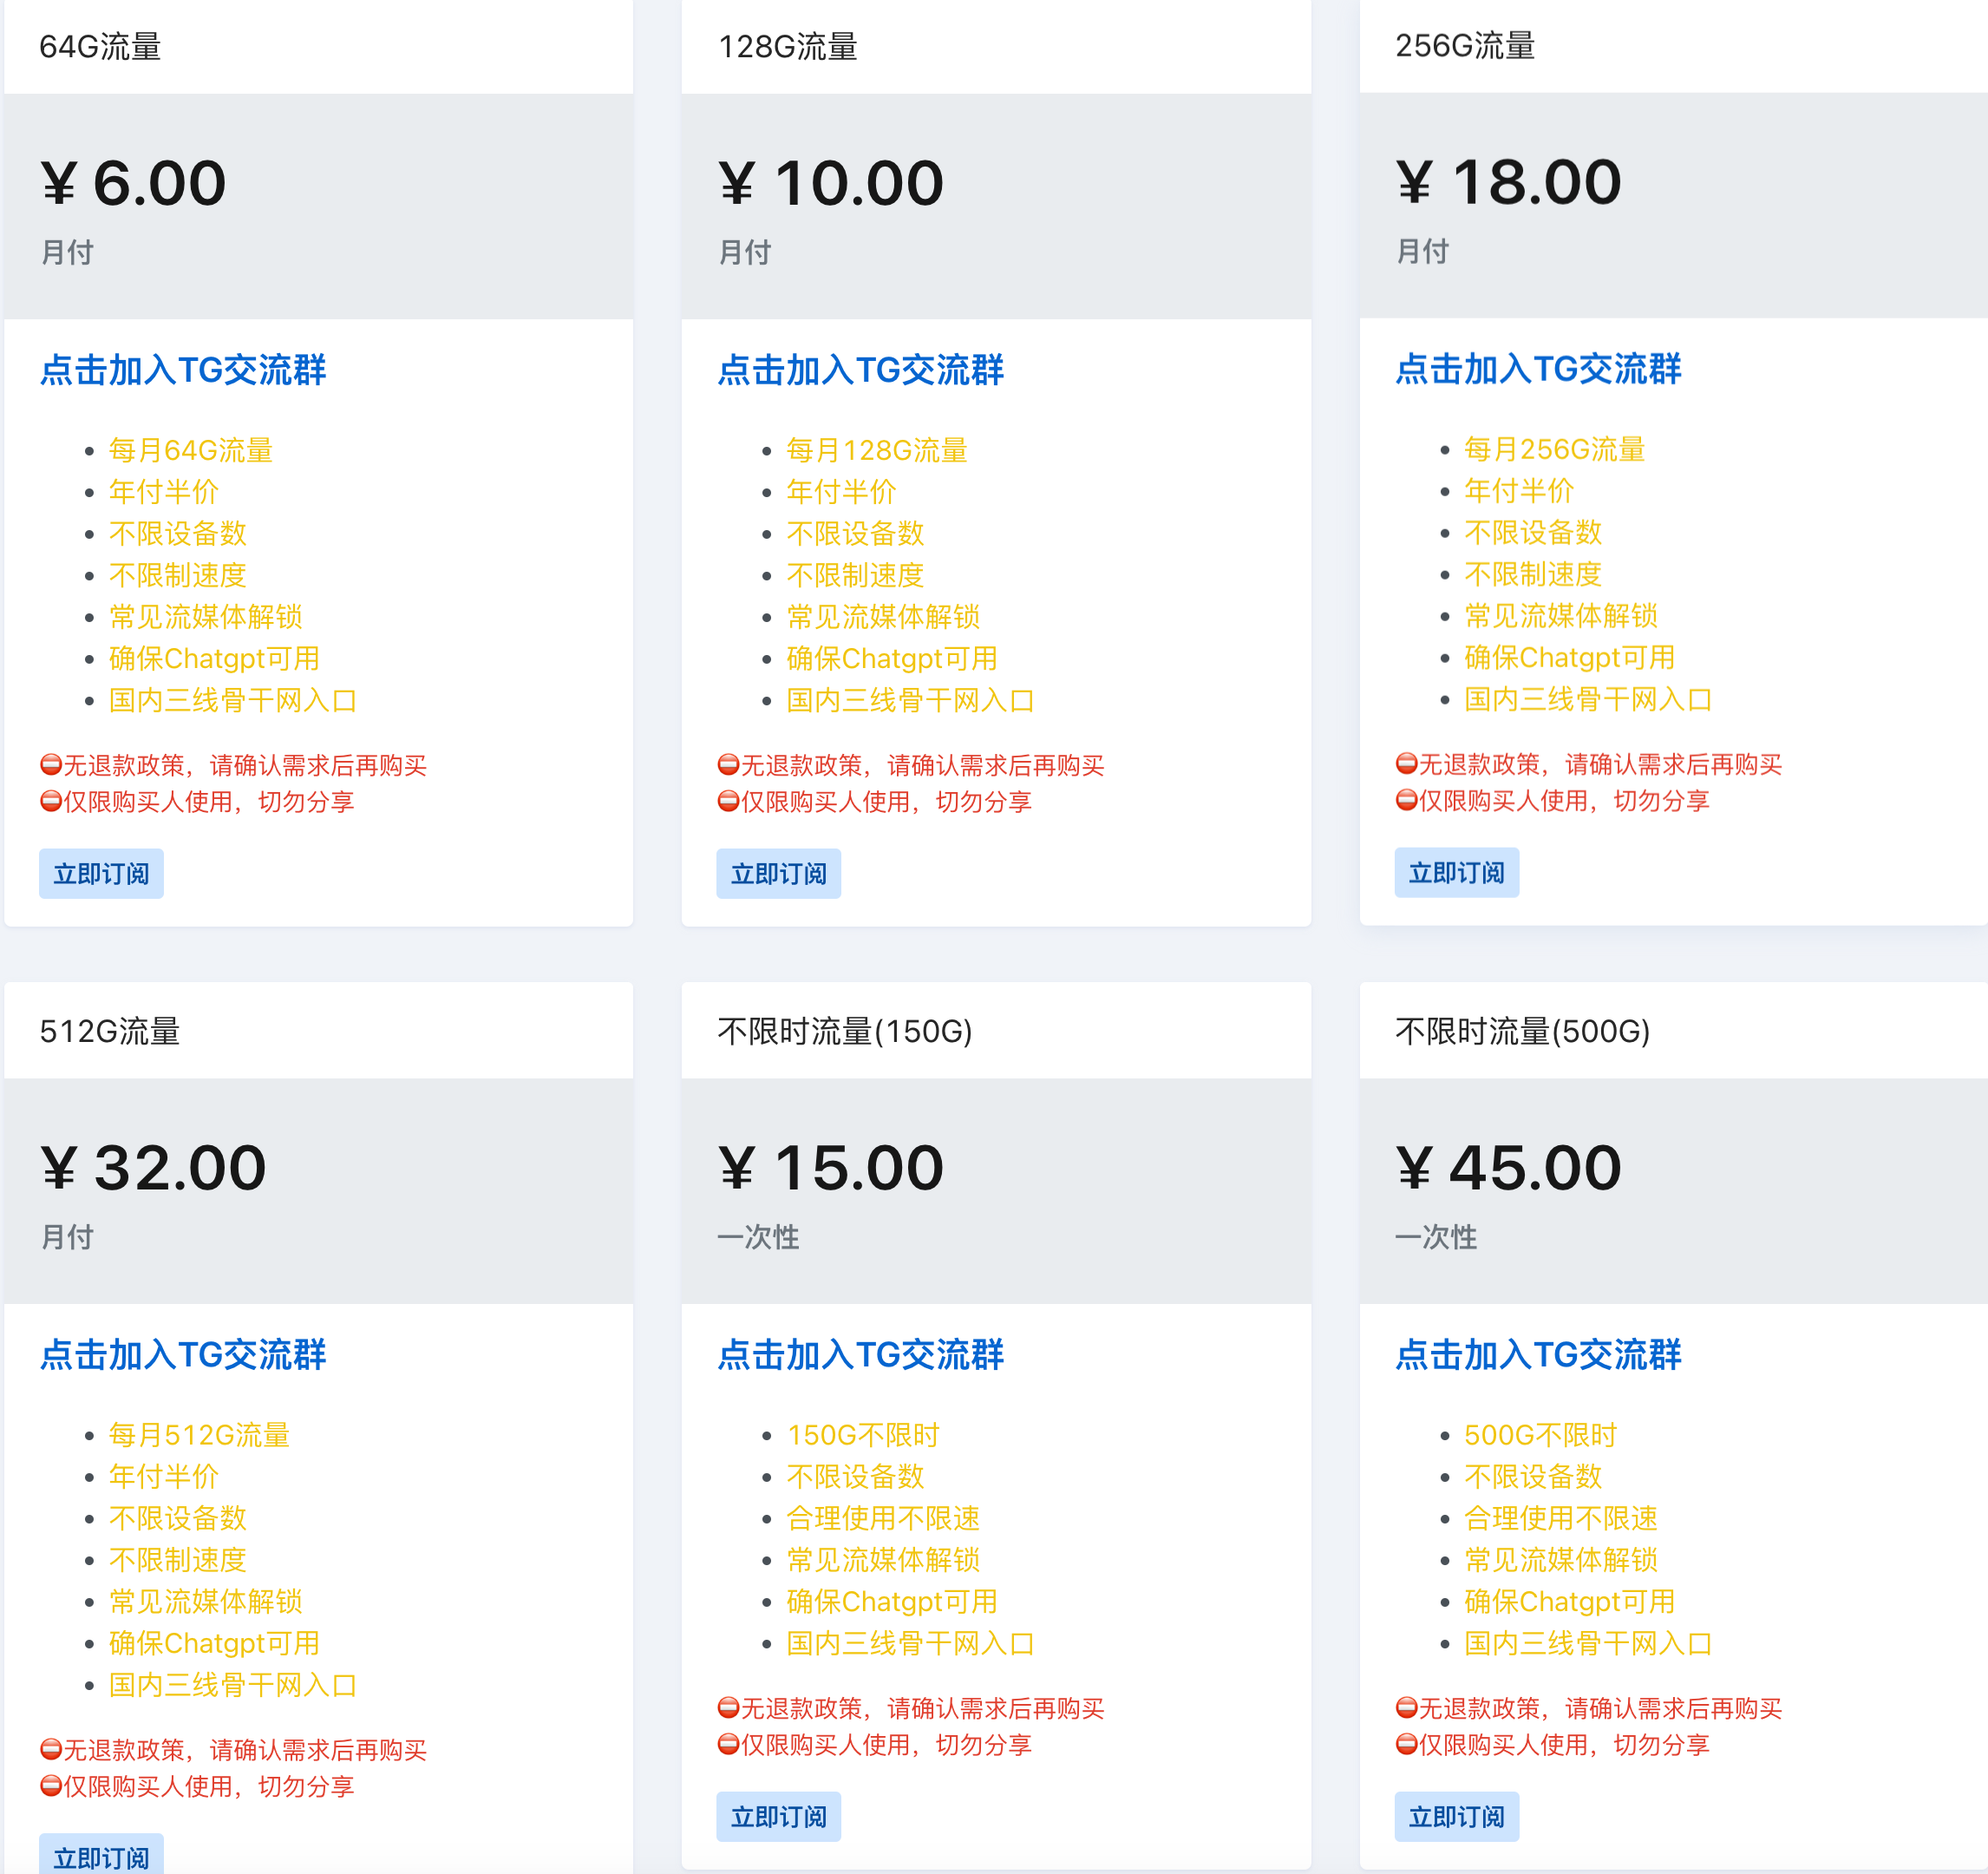 64G流量
¥ 6.00
月付
点击加入TG交流群
每月64G流量
年付半价
不限设备数
不限制速度
常见流媒体解锁
确保Chatgpt可用
国内三线骨干网入口
⛔无退款政策，请确认需求后再购买
⛔仅限购买人使用，切勿分享
立即订阅
128G流量
¥ 10.00
月付
点击加入TG交流群
每月128G流量
年付半价
不限设备数
不限制速度
常见流媒体解锁
确保Chatgpt可用
国内三线骨干网入口
⛔无退款政策，请确认需求后再购买
⛔仅限购买人使用，切勿分享
立即订阅
256G流量
¥ 18.00
月付
点击加入TG交流群
每月256G流量
年付半价
不限设备数
不限制速度
常见流媒体解锁
确保Chatgpt可用
国内三线骨干网入口
⛔无退款政策，请确认需求后再购买
⛔仅限购买人使用，切勿分享
立即订阅
512G流量
¥ 32.00
月付
点击加入TG交流群
每月512G流量
年付半价
不限设备数
不限制速度
常见流媒体解锁
确保Chatgpt可用
国内三线骨干网入口
⛔无退款政策，请确认需求后再购买
⛔仅限购买人使用，切勿分享
立即订阅
不限时流量(150G)
¥ 15.00
一次性
点击加入TG交流群
150G不限时
不限设备数
合理使用不限速
常见流媒体解锁
确保Chatgpt可用
国内三线骨干网入口
⛔无退款政策，请确认需求后再购买
⛔仅限购买人使用，切勿分享
立即订阅
不限时流量(500G)
¥ 45.00
一次性
点击加入TG交流群
500G不限时
不限设备数
合理使用不限速
常见流媒体解锁
确保Chatgpt可用
国内三线骨干网入口
⛔无退款政策，请确认需求后再购买
⛔仅限购买人使用，切勿分享
立即订阅